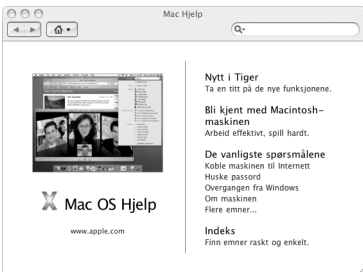 Mac Hjelp
Nytt i Tiger
Ta en titt på de nye funksjonene.
Bli kjent med Macintosh-
maskinen
Arbeid effektivt, spill hardt.
De vanligste spørsmålene
Koble maskinen til Internett
Huske passord
Overgangen fra Windows
Om maskinen
Flere emner...
Indeks
Finn emner raskt og enkelt.
Mac OS Hjelp
www.apple.com